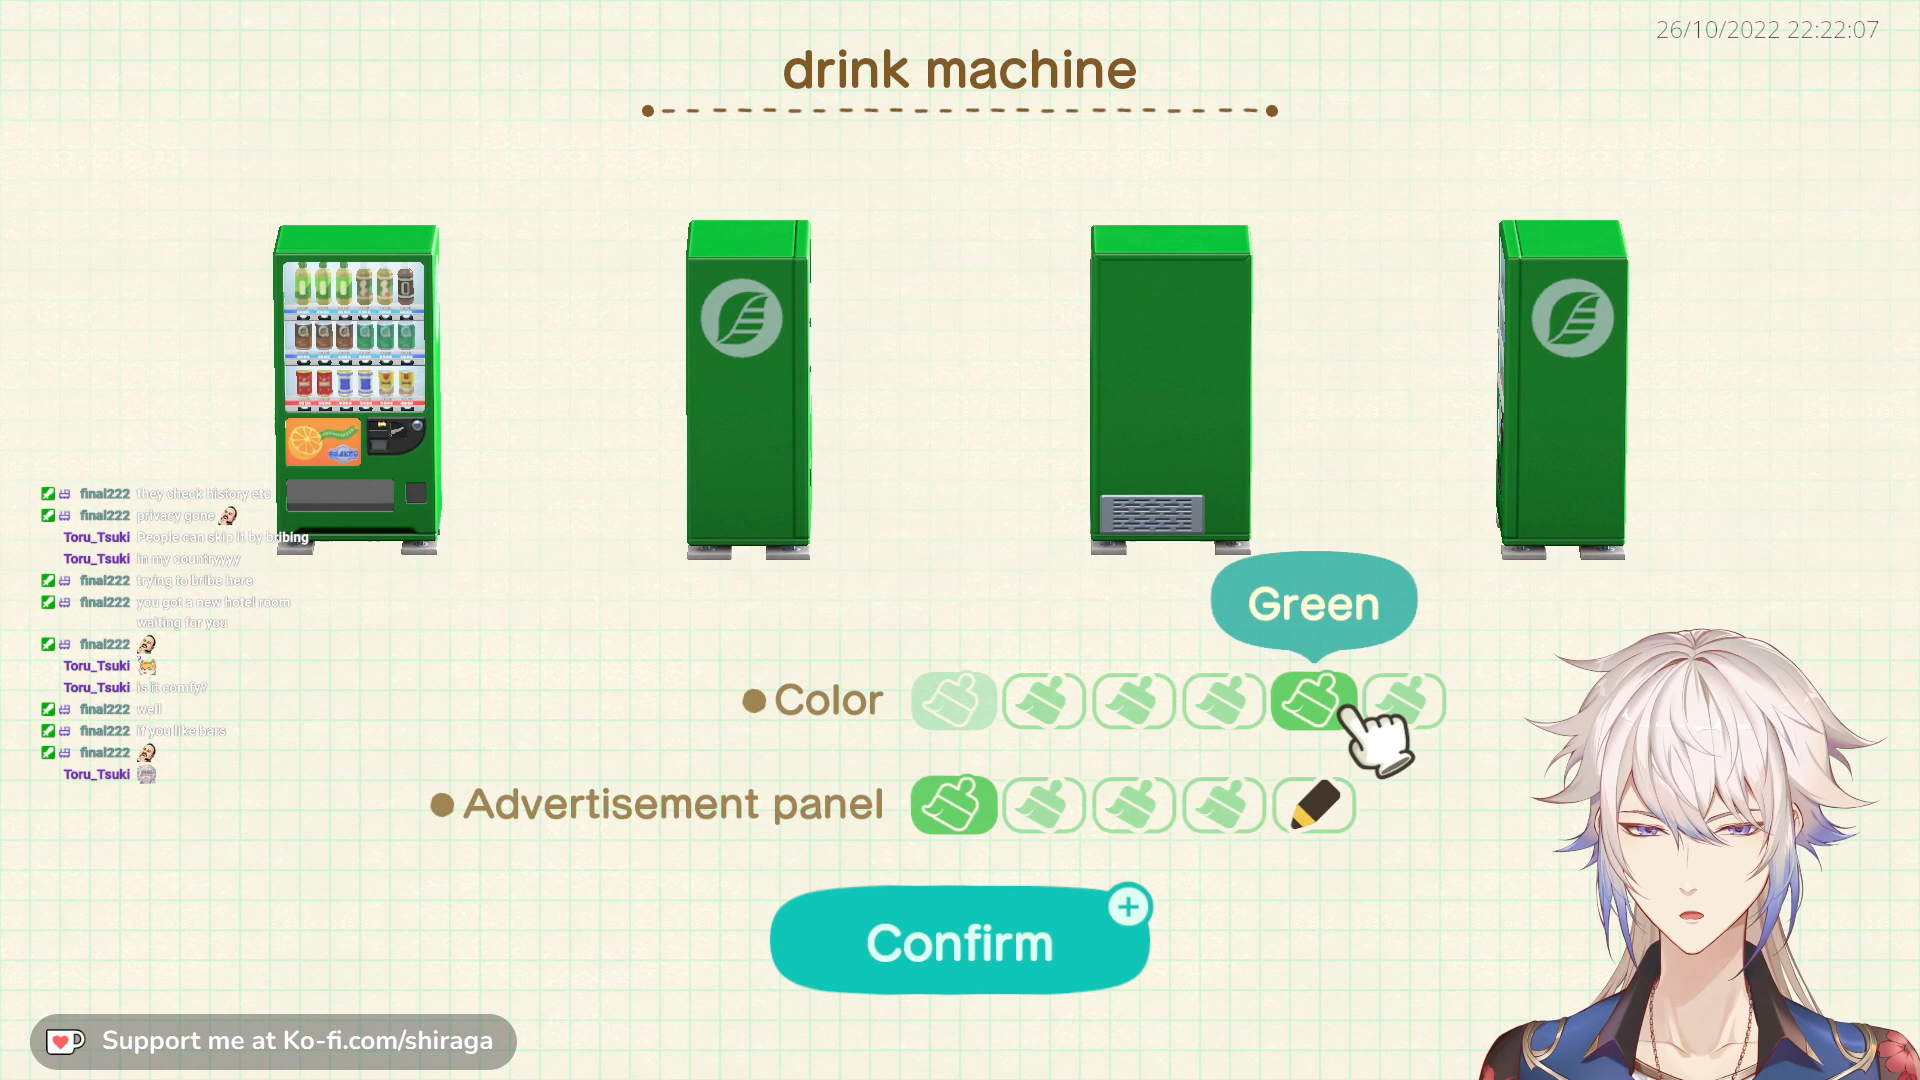 26/10/2022 22:22:07
drink machine
final222 they check history etc
final222 privacy gone
Toru_Tsuki People can skip it by bribing
Toru_Tsuki in my countryyyy
final222 trying to bribe here
final222 you got a new hotel room
waiting for you
final222
Toru_Tsuki
Toru_Tsuki is it comfy?
final222 well
final222 if you like bars
final222
Toru_Tsuki
Green
Color
Advertisement panel
Confirm
Support me at Ko-fi.com/shiraga